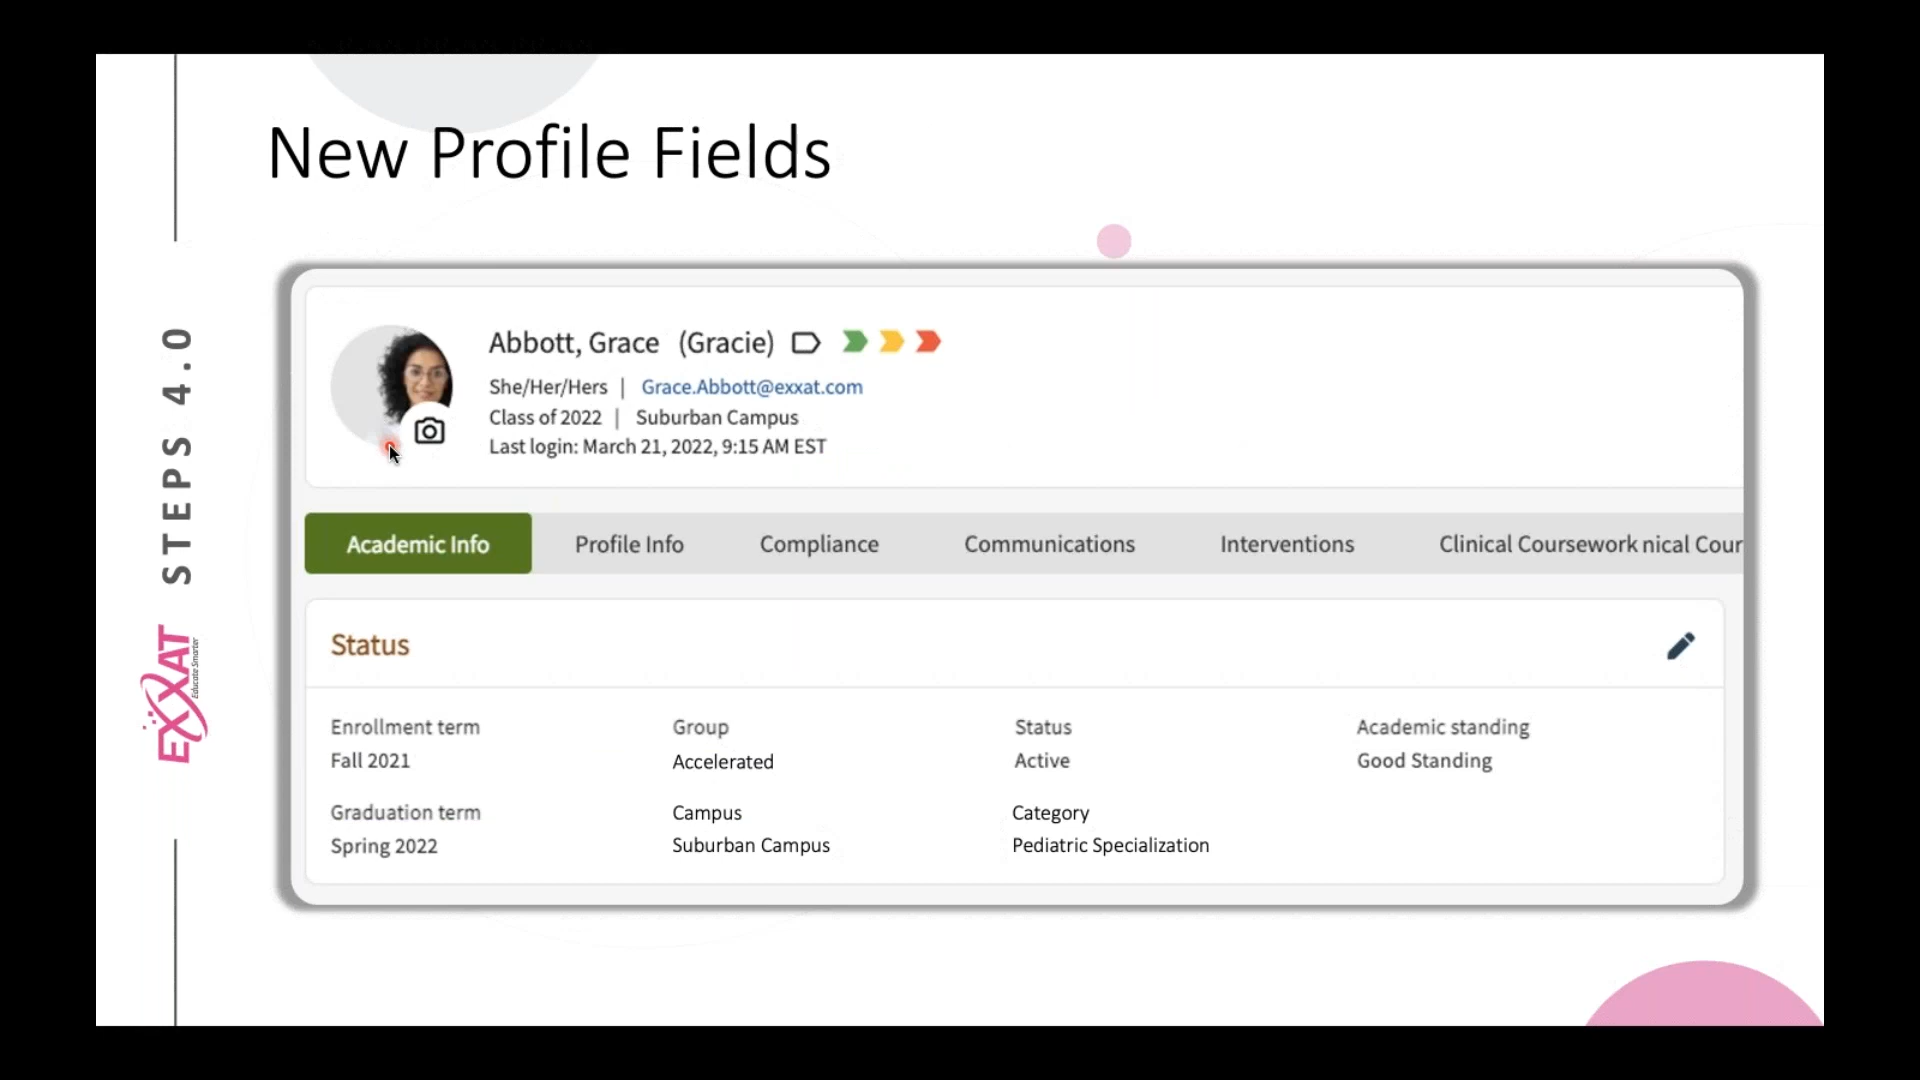 New Profile Fields
STEPS 4.0
EXXAT
Educate Smarter
Abbott, Grace (Gracie)
She/Her/Hers | Grace.Abbott@exxat.com
Class of 2022 | Suburban Campus
Last login: March 21, 2022, 9:15 AM EST
Academic Info Profile Info Compliance Communications Interventions Clinical Coursework nical Cour
Status
Enrollment term Group Status Academic standing
Fall 2021 Accelerated Active Good Standing
Graduation term Campus Category
Spring 2022 Suburban Campus Pediatric Specialization